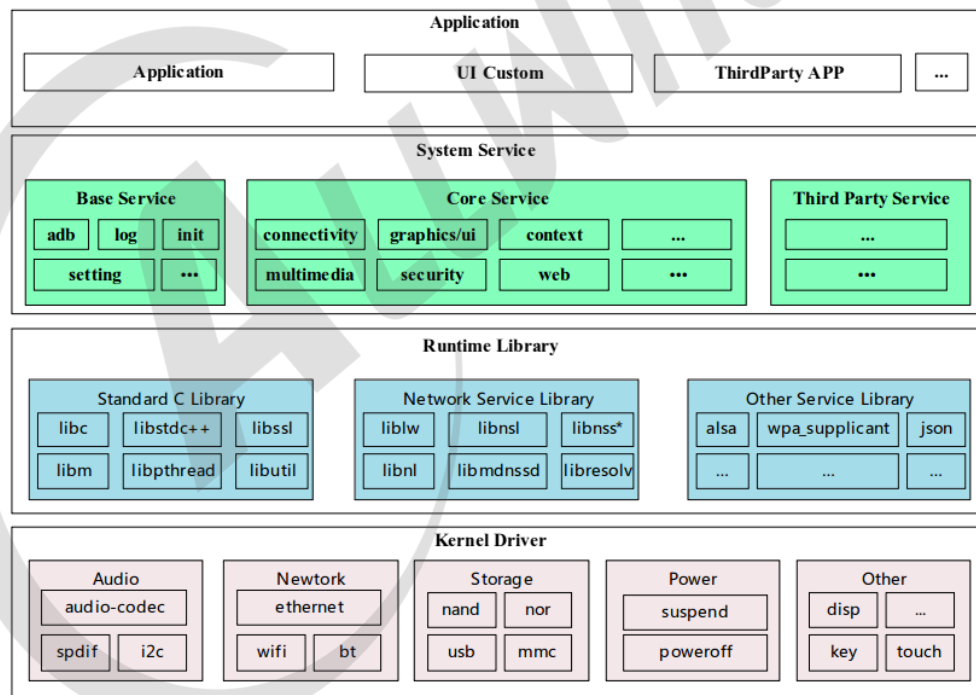 Application
Application UI Custom ThirdParty APP ...
System Service
Base Service Core Service Third Party Service
adb log init connectivity graphics/ui context ... ...
setting ... multimedia security web ... ...
Runtime Library
Standard C Library Network Service Library Other Service Library
libc libstdc++ libssl liblw libnsl libnss* alsa wpa_supplicant json
libm libpthread libutil libnl libmdnssd libresolv ... ... ...
Kernel Driver
Audio Newtork Storage Power Other
audio-codec ethernet nand nor suspend disp ...
spdif i2c wifi bt usb mmc poweroff key touch